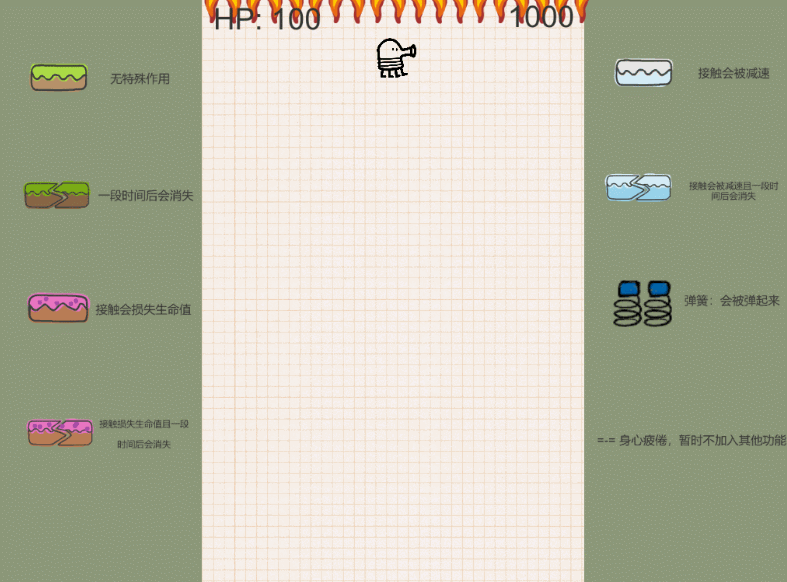 HP: 100
1000
无特殊作用
一段时间后会消失
接触会损失生命值
接触损失生命值且一段
时间后会消失
接触会被减速
接触会被减速且一段时
间后会消失
弹簧：会被弹起来
=-= 身心疲倦，暂时不加入其他功能